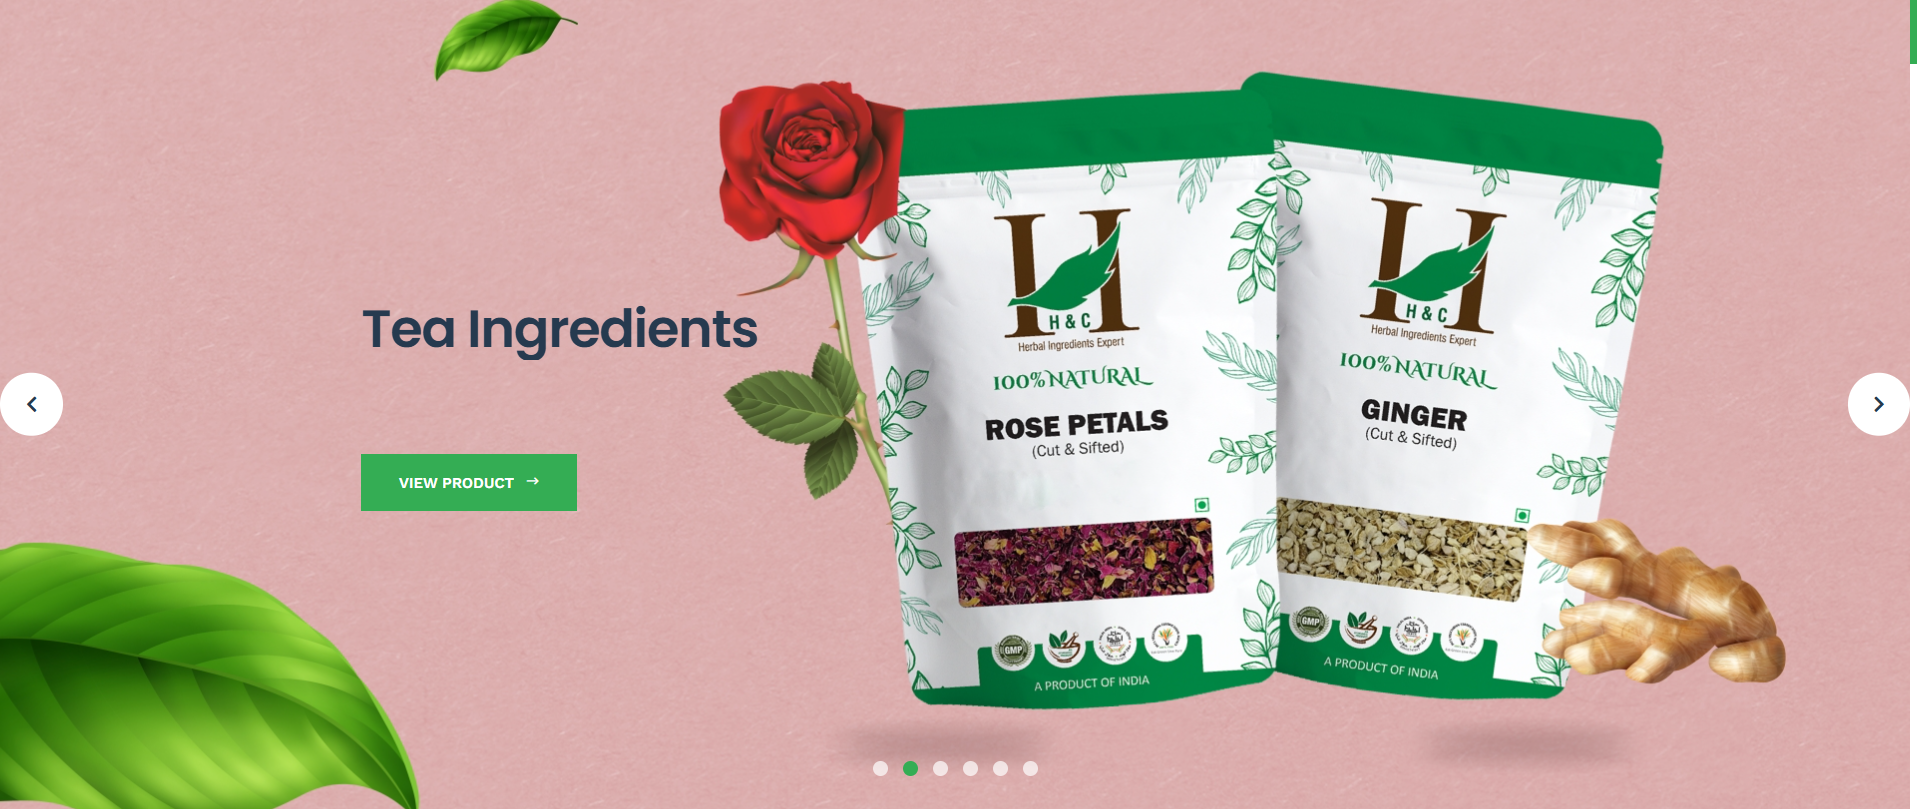 Tea Ingredients
VIEW PRODUCT →
H
H & C
Herbal Ingredients Expert
100% NATURAL
ROSE PETALS
(Cut & Sifted)
GMP
A PRODUCT OF INDIA
H
H & C
Herbal Ingredients Expert
100% NATURAL
GINGER
(Cut & Sifted)
GMP
A PRODUCT OF INDIA